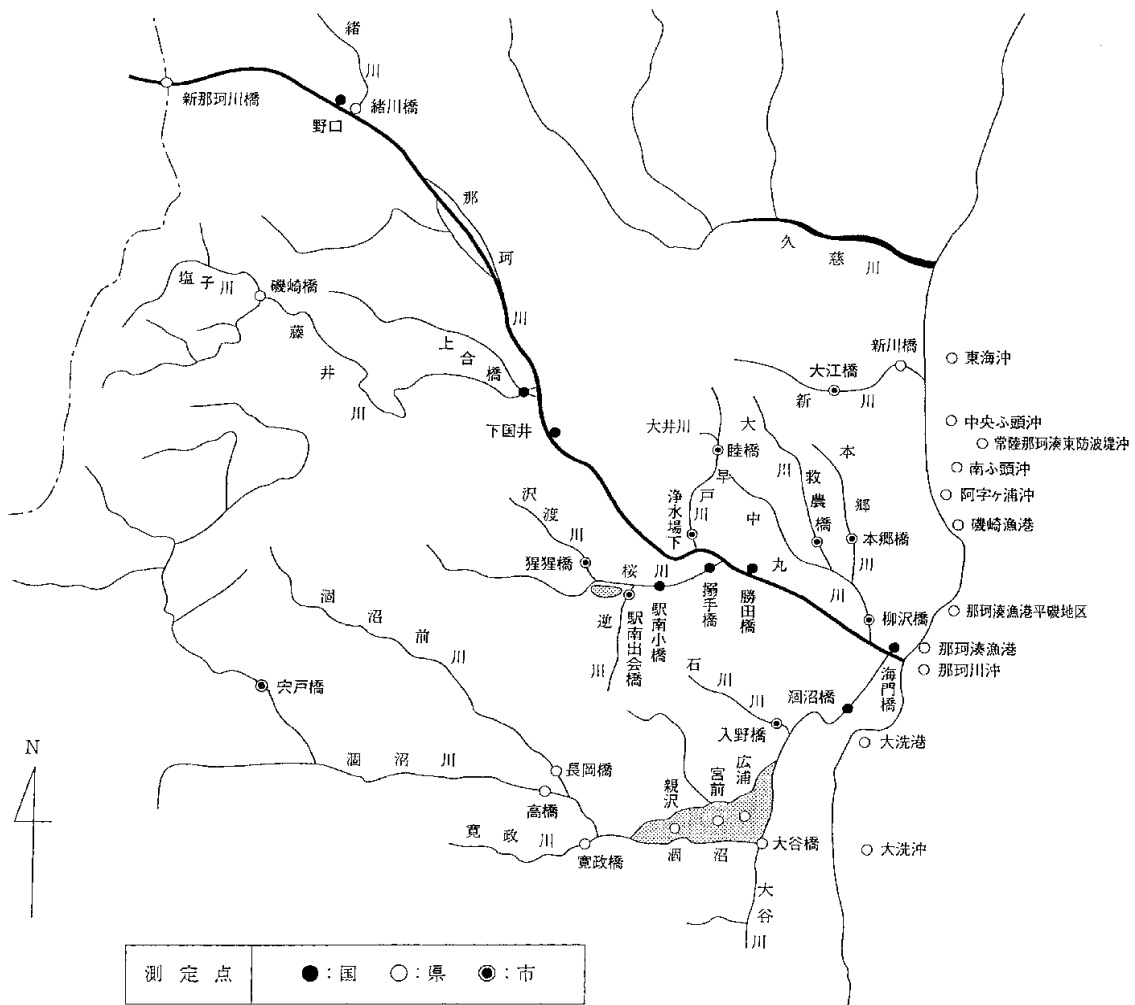 緒川
新那珂川橋
野口
緒川橋
那珂川
久慈川
塩子川
磯崎橋
藤井川
上合橋
下国井
新川橋
大江橋
新川
東海沖
中央ふ頭沖
常陸那珂湊東防波堤沖
南ふ頭沖
阿字ヶ浦沖
磯崎漁港
大井川
睦橋
早戸川
浄水場下
大川
救農橋
本郷川
本郷橋
中丸川
沢渡川
猩猩橋
桜川
逆川
駅南出会橋
駅南小橋
搦手橋
勝田橋
柳沢橋
那珂湊漁港平磯地区
那珂湊漁港
那珂川沖
海門橋
涸沼前川
宍戸橋
石川川
涸沼橋
入野橋
大洗港
涸沼川
長岡橋
高橋
親沢
宮前
広浦
寛政川
寛政橋
涸沼
大谷橋
大谷川
大洗沖
N
測定点 ●:国 ○:県 ◉:市